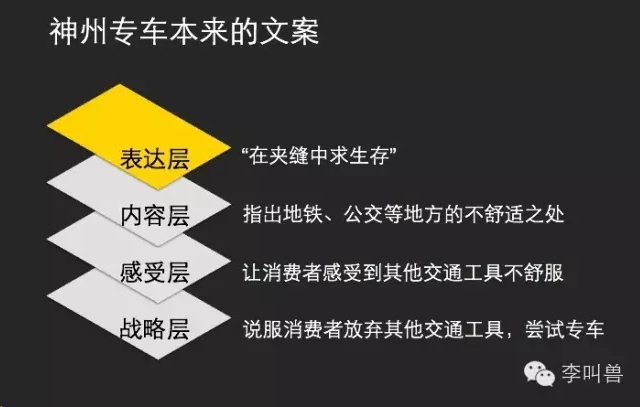 神州专车本来的文案
表达层 “在夹缝中求生存”
内容层 指出地铁、公交等地方的不舒适之处
感受层 让消费者感受到其他交通工具不舒服
战略层 说服消费者放弃其他交通工具，尝试专车
李叫兽